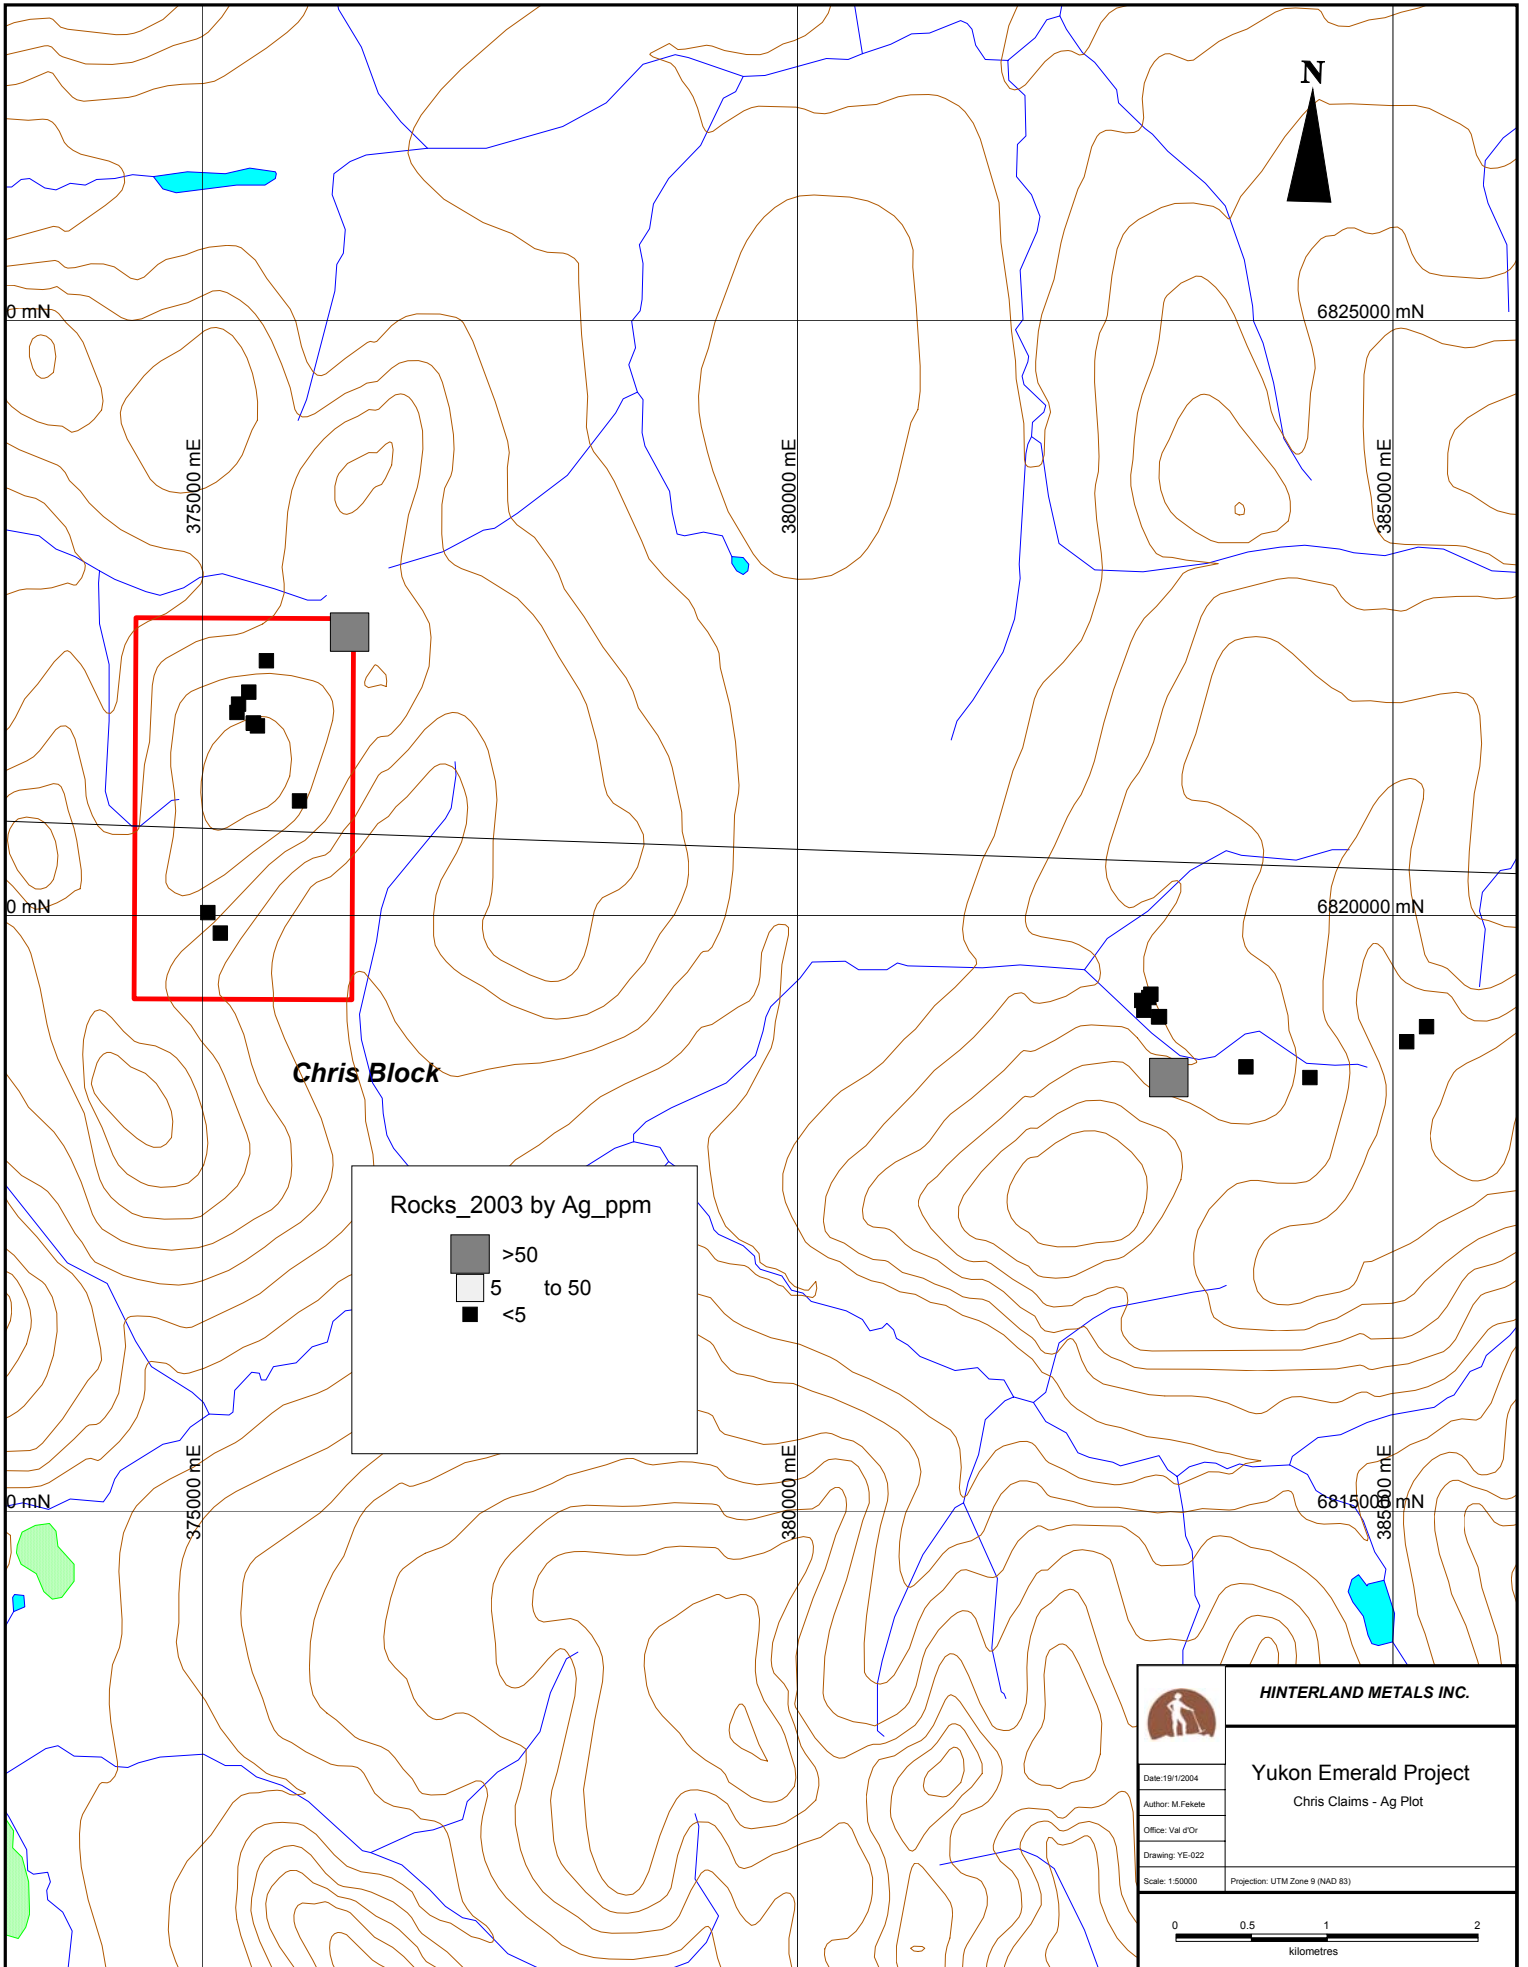 N
0 mN
6825000 mN
375000 mE
380000 mE
385000 mE
0 mN
6820000 mN
Chris Block
Rocks_2003 by Ag_ppm
>50
5 to 50
<5
375000 mE
380000 mE
385000 mE
0 mN
6815000 mN
HINTERLAND METALS INC.
Yukon Emerald Project
Chris Claims - Ag Plot
Date:19/1/2004
Author: M.Fekete
Office: Val d'Or
Drawing: YE-022
Scale: 1:50000
Projection: UTM Zone 9 (NAD 83)
0 0.5 1 2
kilometres